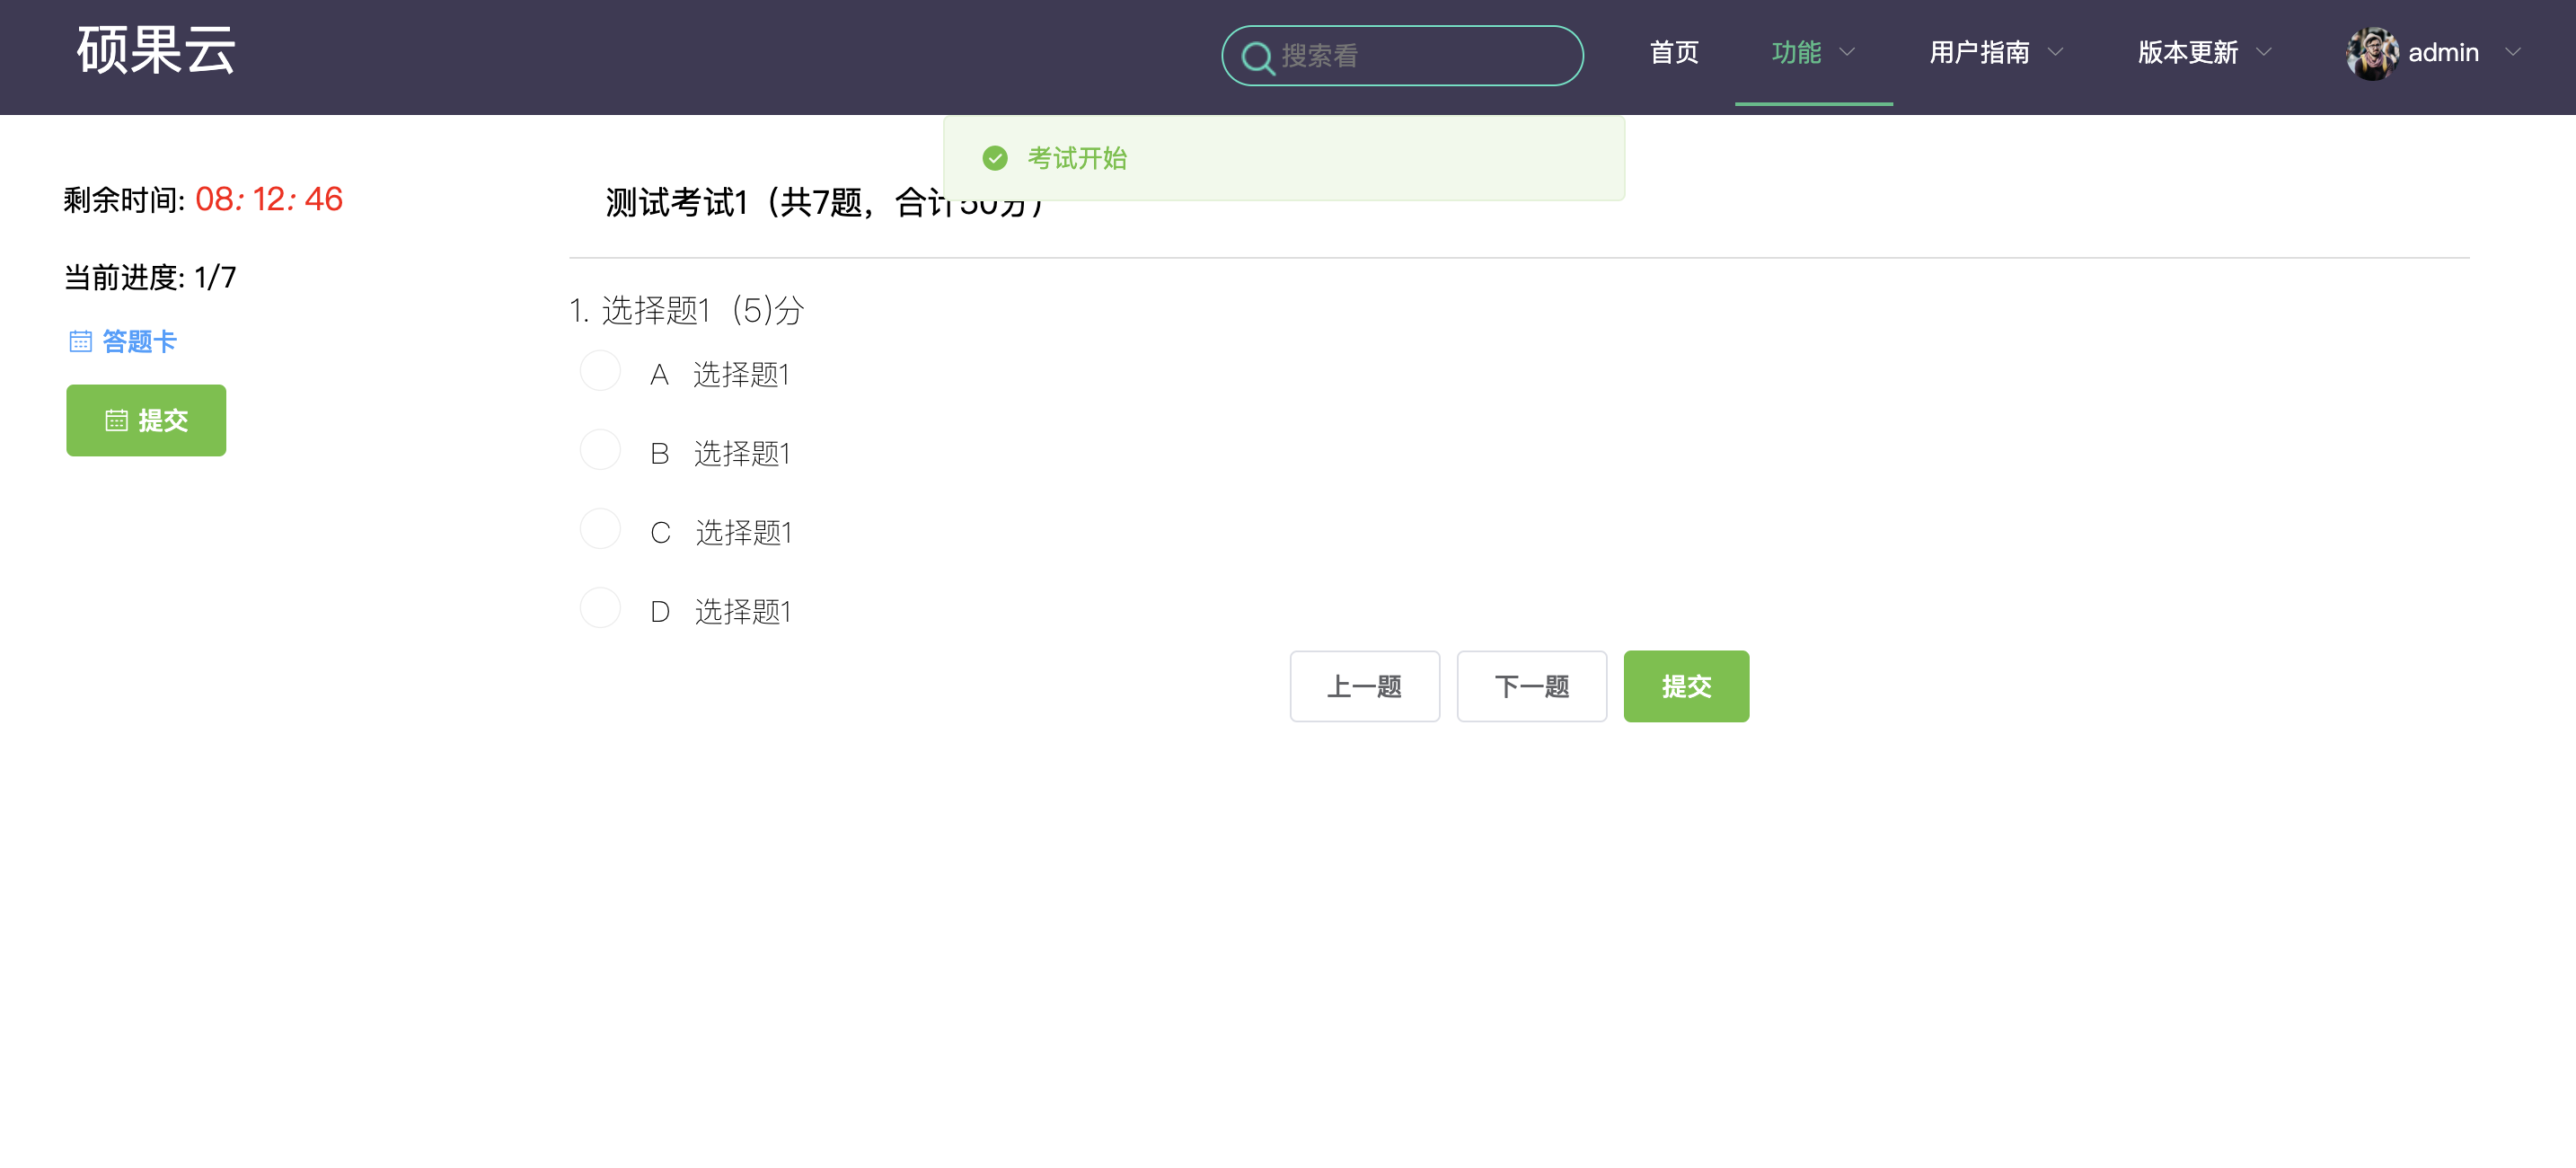 硕果云
搜索看
首页
功能
用户指南
版本更新
admin
考试开始
剩余时间: 08: 12: 46
测试考试1（共7题，合计50分）
当前进度: 1/7
答题卡
提交
1. 选择题1（5)分
A 选择题1
B 选择题1
C 选择题1
D 选择题1
上一题
下一题
提交